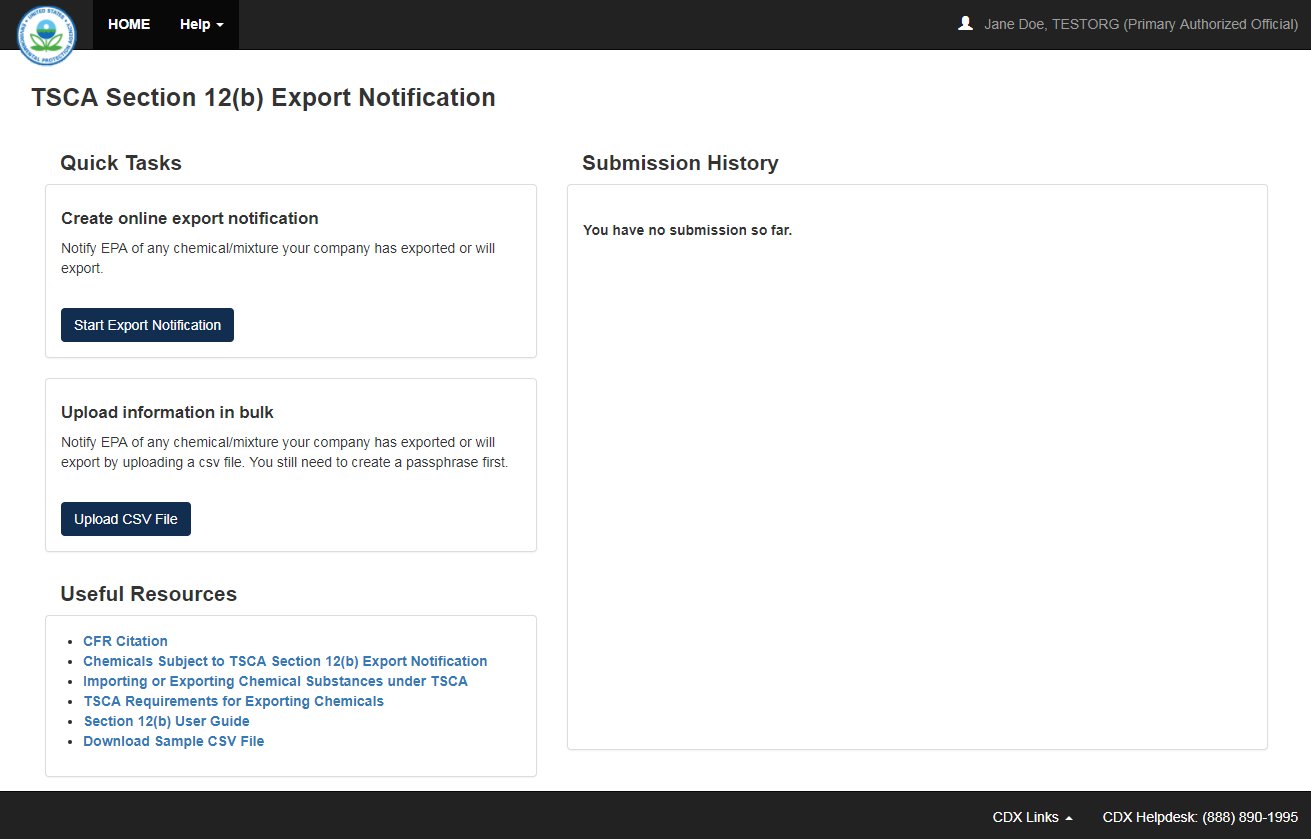 HOME
Help
Jane Doe, TESTORG (Primary Authorized Official)
UNITED STATES
ENVIRONMENTAL PROTECTION AGENCY
TSCA Section 12(b) Export Notification
Quick Tasks
Create online export notification
Notify EPA of any chemical/mixture your company has exported or will
export.
Start Export Notification
Upload information in bulk
Notify EPA of any chemical/mixture your company has exported or will
export by uploading a csv file. You still need to create a passphrase first.
Upload CSV File
Useful Resources
CFR Citation
Chemicals Subject to TSCA Section 12(b) Export Notification
Importing or Exporting Chemical Substances under TSCA
TSCA Requirements for Exporting Chemicals
Section 12(b) User Guide
Download Sample CSV File
Submission History
You have no submission so far.
CDX Links
CDX Helpdesk: (888) 890-1995